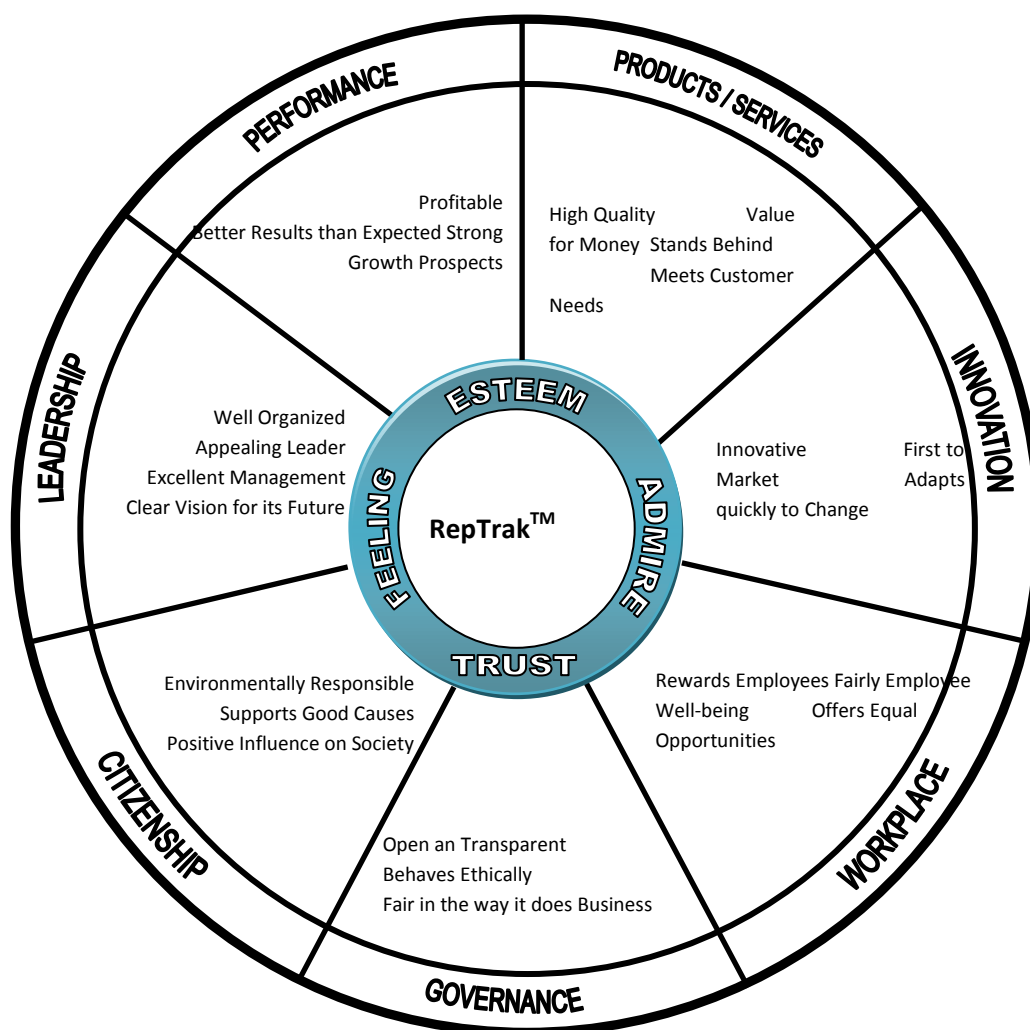 PERFORMANCE
PRODUCTS / SERVICES
Profitable
Better Results than Expected Strong
Growth Prospects
High Quality Value
for Money Stands Behind
Meets Customer
Needs
LEADERSHIP
INNOVATION
Well Organized
Appealing Leader
Excellent Management
Clear Vision for its Future
ESTEEM
FEELING
RepTrak™
ADMIRE
TRUST
Innovative First to
Market Adapts
quickly to Change
Environmentally Responsible
Supports Good Causes
Positive Influence on Society
Rewards Employees Fairly Employee
Well-being Offers Equal
Opportunities
CITIZENSHIP
WORKPLACE
Open an Transparent
Behaves Ethically
Fair in the way it does Business
GOVERNANCE